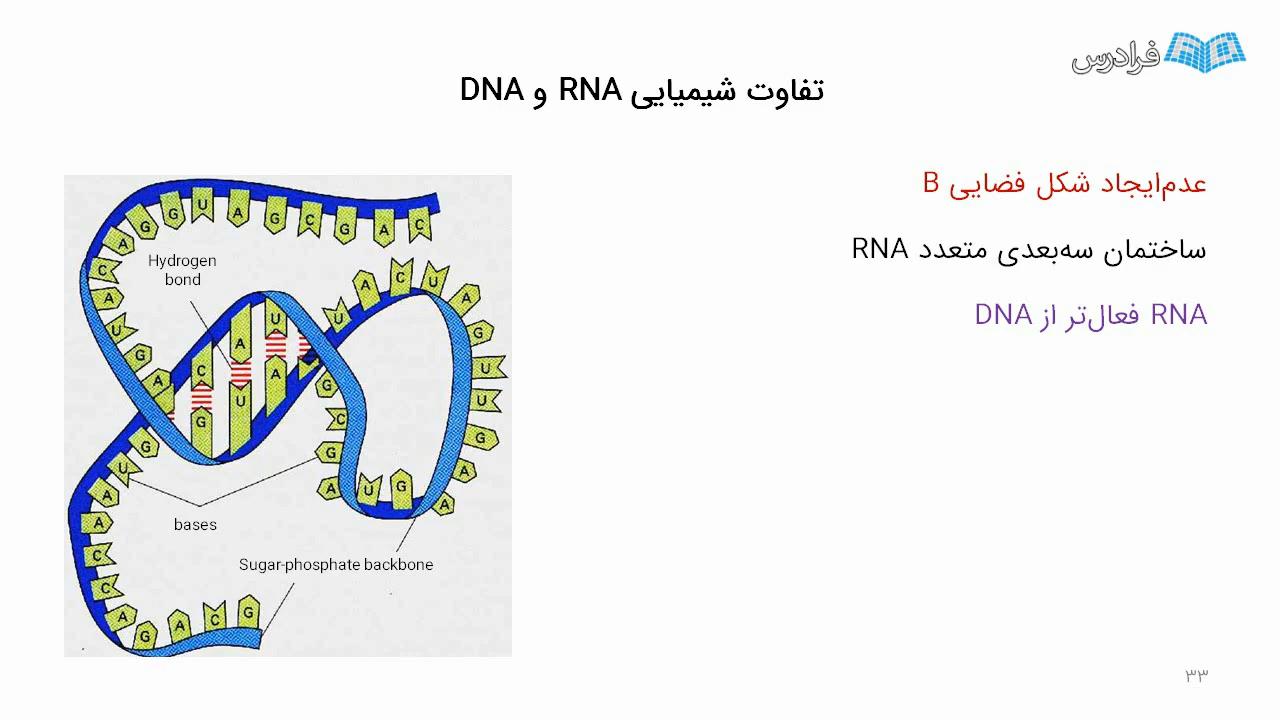 فرادرس
تفاوت شیمیایی RNA و DNA
عدم‌ایجاد شکل فضایی B
ساختمان سه‌بعدی متعدد RNA
RNA فعال‌تر از DNA
A G G U A G C G A C
Hydrogen
bond
C A U G A
U A C U A G U U G A A
C A U
G U A
G C G A U G
G U A A C C A G A C G
bases
Sugar-phosphate backbone
۳۳